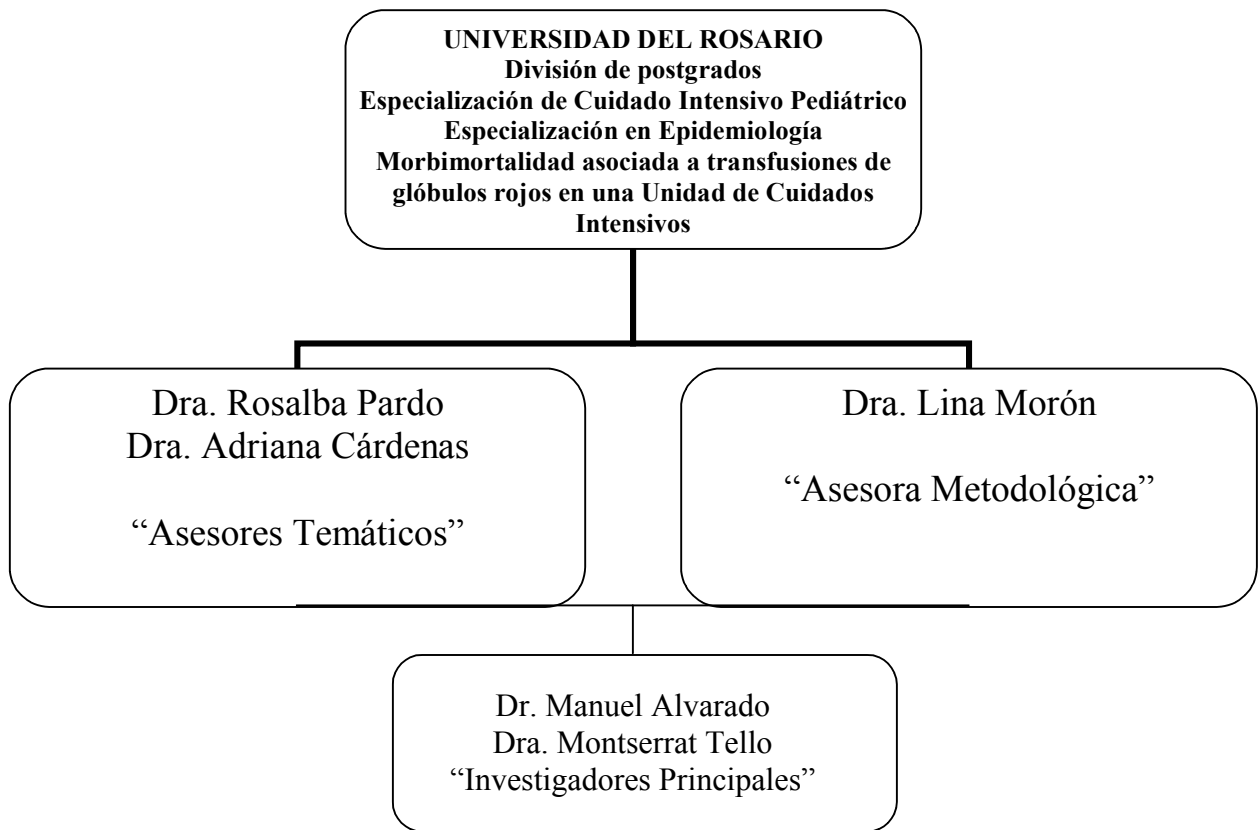 UNIVERSIDAD DEL ROSARIO
División de postgrados
Especialización de Cuidado Intensivo Pediátrico
Especialización en Epidemiología
Morbimortalidad asociada a transfusiones de
glóbulos rojos en una Unidad de Cuidados
Intensivos
Dra. Rosalba Pardo
Dra. Adriana Cárdenas
“Asesores Temáticos”
Dra. Lina Morón
“Asesora Metodológica”
Dr. Manuel Alvarado
Dra. Montserrat Tello
“Investigadores Principales”